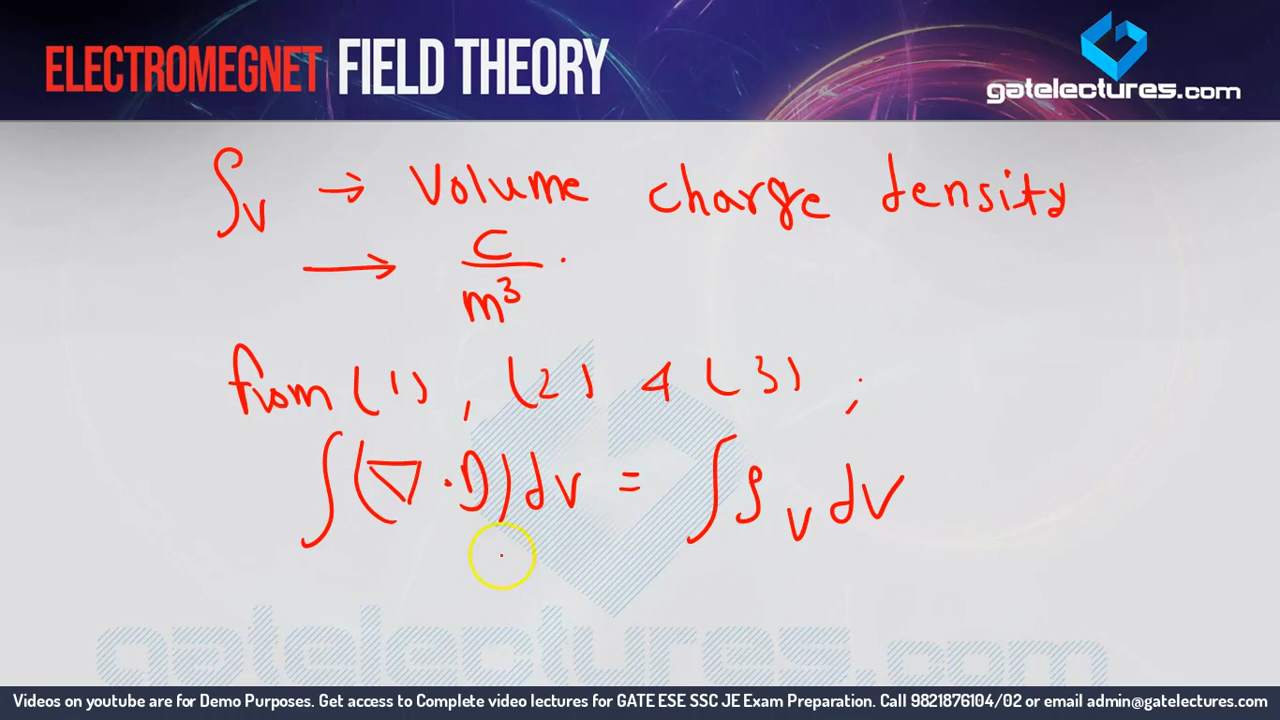 ELECTROMEGNET FIELD THEORY
gatelectures.com
ρv → Volume charge density
→ C/m³.
from (1), (2) & (3) ;
∫(∇·D)dv = ∫ρv dv
gatelectures.com
Videos on youtube are for Demo Purposes. Get access to Complete video lectures for GATE ESE SSC JE Exam Preparation. Call 9821876104/02 or email admin@gatelectures.com